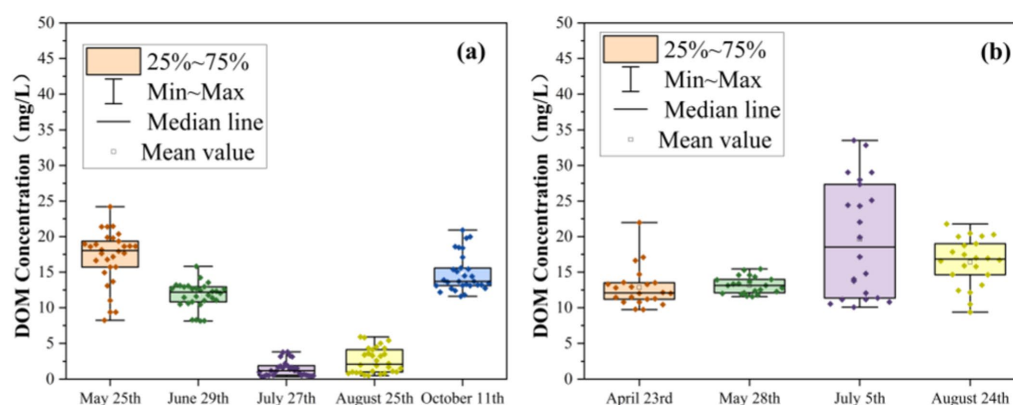 50
45
40
35
30
25
20
15
10
5
0
DOM Concentration（mg/L）
(a)
25%~75%
Min~Max
Median line
Mean value
May 25th June 29th July 27th August 25th October 11th
50
45
40
35
30
25
20
15
10
5
0
DOM Concentration（mg/L）
(b)
25%~75%
Min~Max
Median line
Mean value
April 23rd May 28th July 5th August 24th